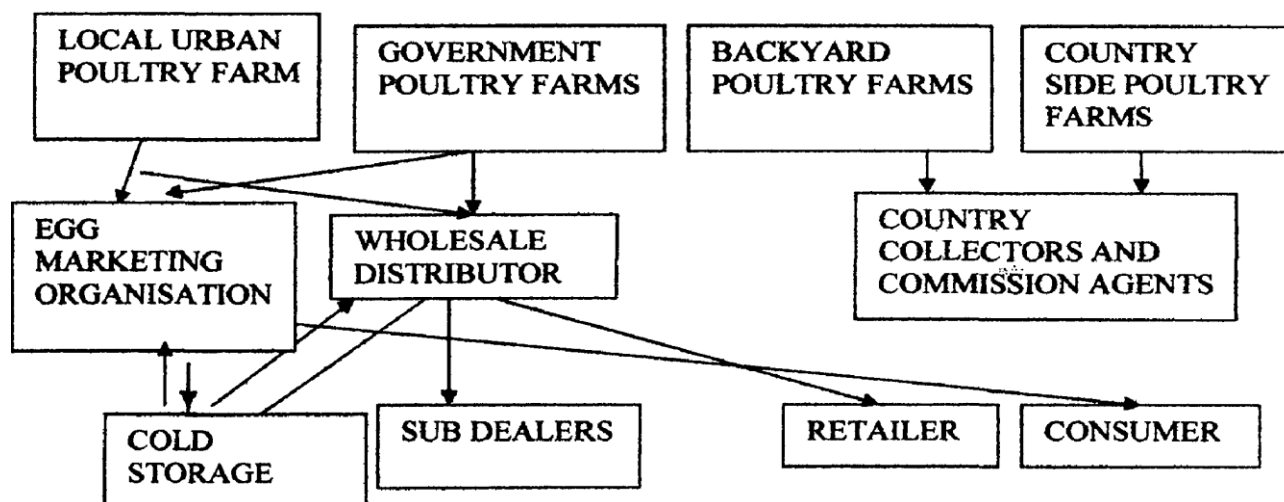 LOCAL URBAN
POULTRY FARM
GOVERNMENT
POULTRY FARMS
BACKYARD
POULTRY FARMS
COUNTRY
SIDE POULTRY
FARMS
EGG
MARKETING
ORGANISATION
WHOLESALE
DISTRIBUTOR
COUNTRY
COLLECTORS AND
COMMISSION AGENTS
COLD
STORAGE
SUB DEALERS
RETAILER
CONSUMER